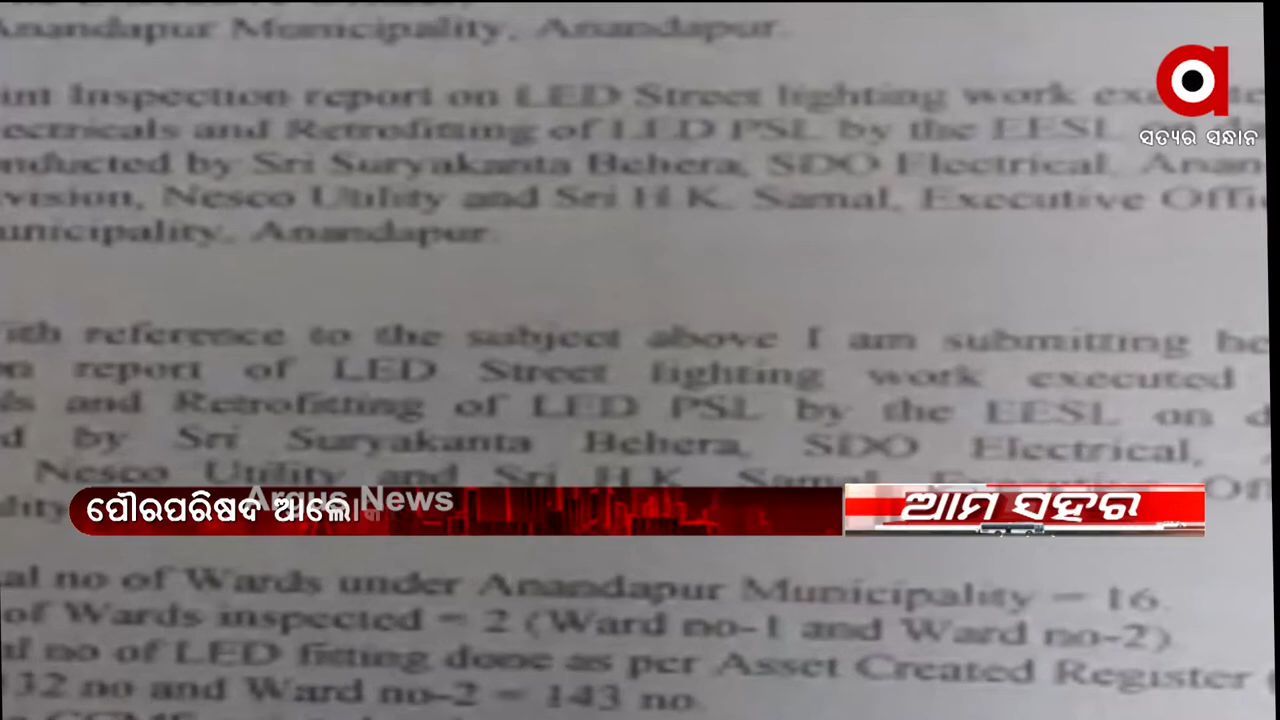 Anandapur Municipality, Anandapur.
Inspection report on LED Street lighting work
and Retrofitting of LED PSL by the EESL
by Sri Suryakanta Behera, SDO Electrical,
Nesco Utility and Sri H.K. Samal, Executive
Anandapur.
ସତ୍ୟର ସନ୍ଧାନ
reference to the subject above I am submitting
report of LED Street lighting work executed
and Retrofitting of LED PSL by the EESL on
by Sri Suryakanta Behera, SDO Electrical,
Nesco Utility and Sri H.K. Samal,
Argus News
ପୌରପରିଷଦ ଆଲୋକ
ଆମ ସହର
no of Wards under Anandapur Municipality – 16.
of Wards inspected = 2 (Ward no-1 and Ward no-2).
no of LED fitting done as per Asset Created Register
32 no and Ward no-2 = 143 no.